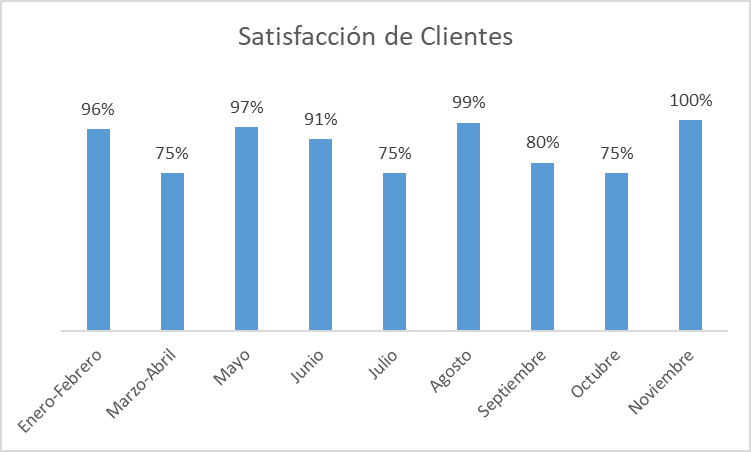 Satisfacción de Clientes
96%
75%
97%
91%
75%
99%
80%
75%
100%
Enero-Febrero
Marzo-Abril
Mayo
Junio
Julio
Agosto
Septiembre
Octubre
Noviembre